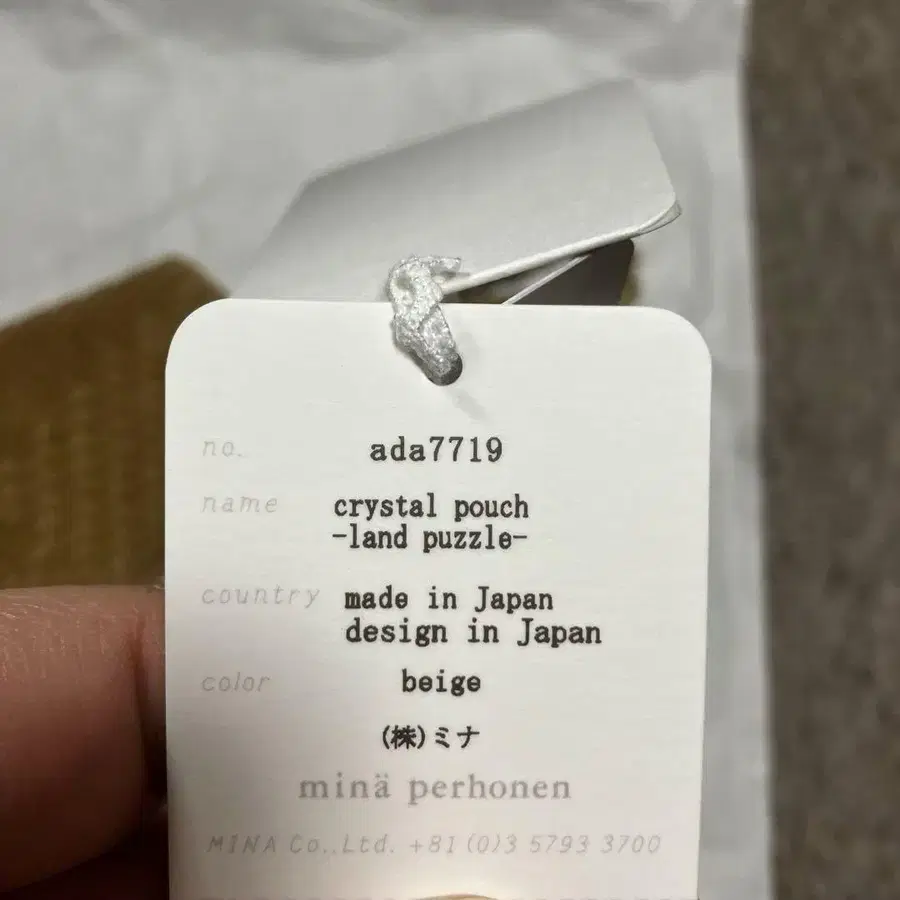 no. ada7719
name crystal pouch
-land puzzle-
country made in Japan
design in Japan
color beige
(株)ミナ
minä perhonen
MINA Co.,Ltd. +81(0)3 5793 3700